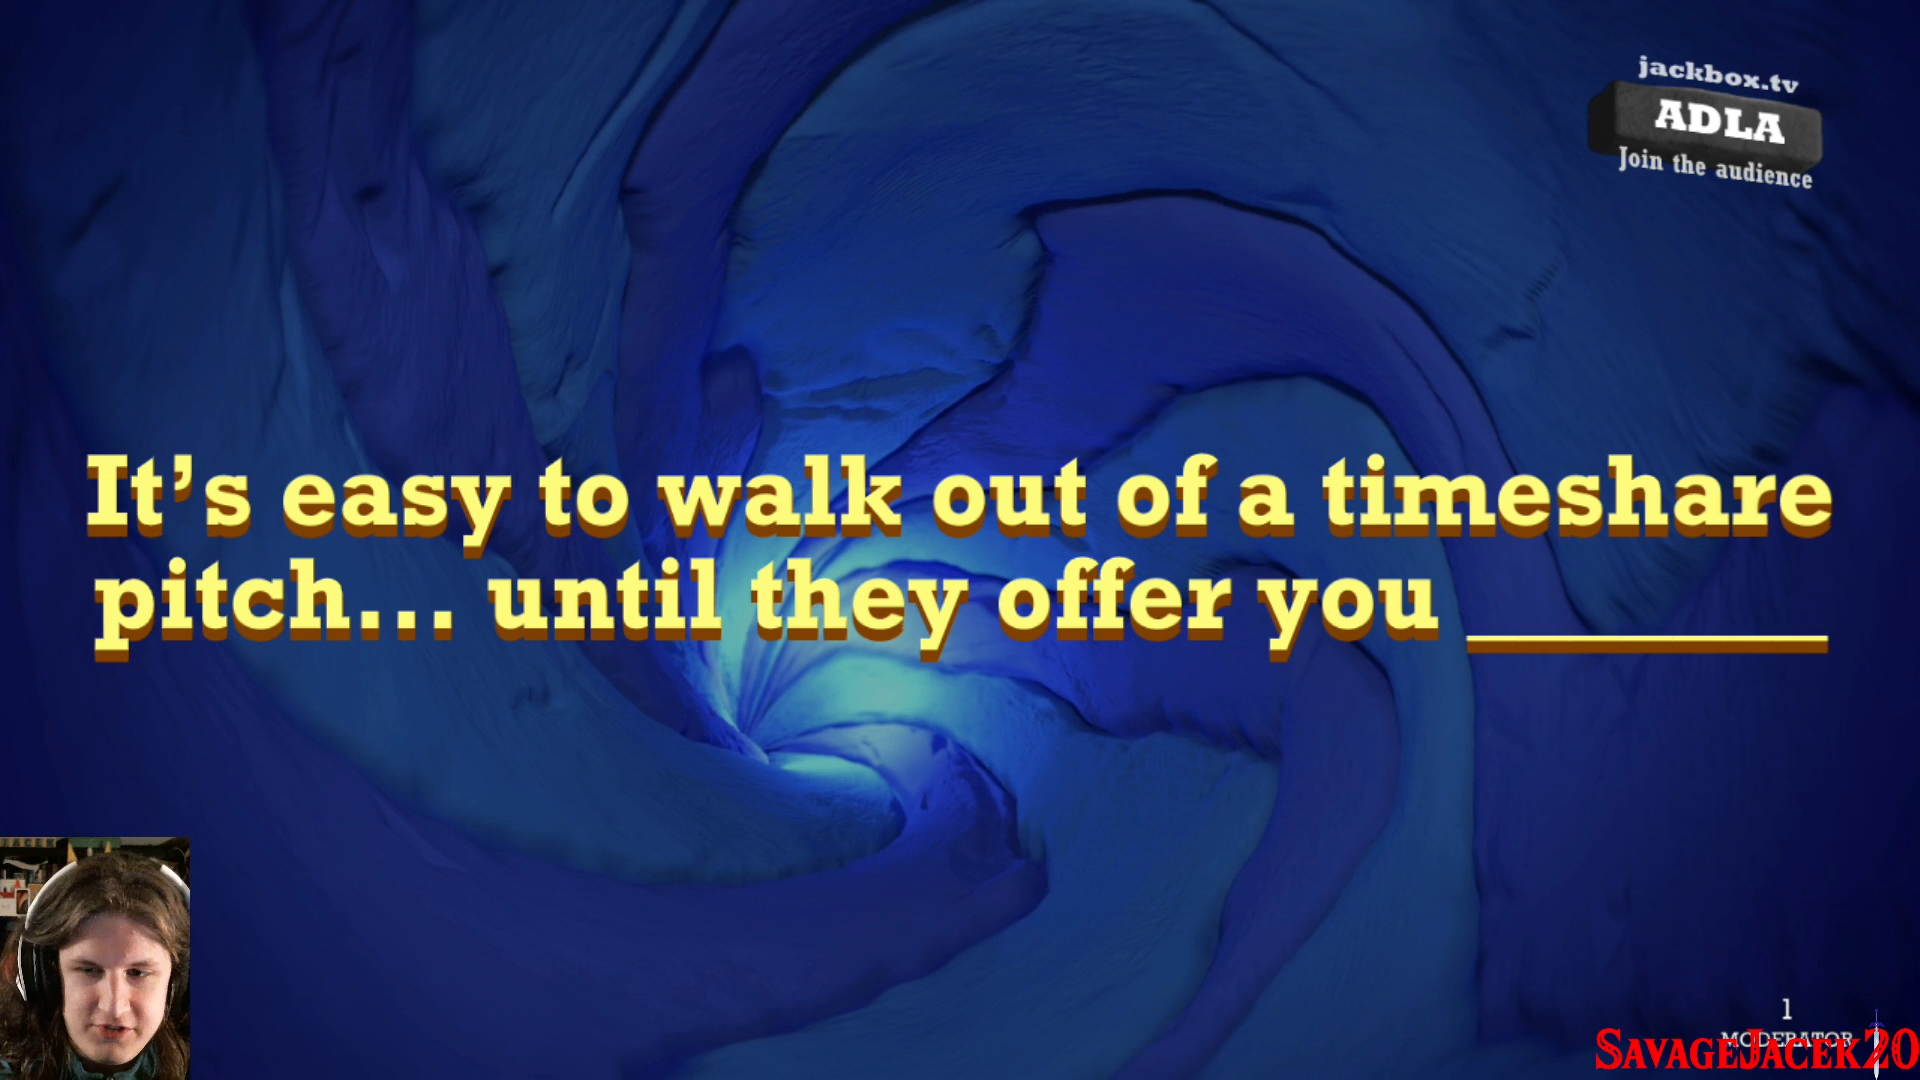 jackbox.tv
ADLA
Join the audience
It's easy to walk out of a timeshare
pitch... until they offer you ________
1
MODERATOR
SAVAGEJACEK20